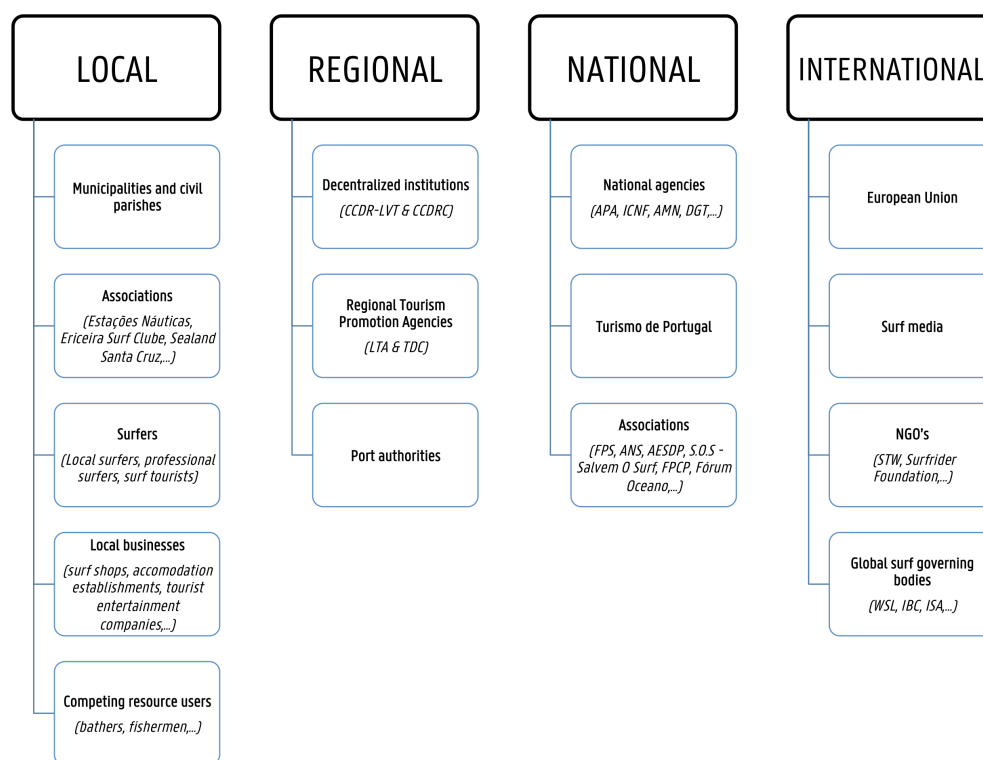 LOCAL
Municipalities and civil
parishes
Associations
(Estações Náuticas,
Ericeira Surf Clube, Sealand
Santa Cruz,...)
Surfers
(Local surfers, professional
surfers, surf tourists)
Local businesses
(surf shops, accomodation
establishments, tourist
entertainment
companies,...)
Competing resource users
(bathers, fishermen,...)
REGIONAL
Decentralized institutions
(CCDR-LVT & CCDRC)
Regional Tourism
Promotion Agencies
(LTA & TDC)
Port authorities
NATIONAL
National agencies
(APA, ICNF, AMN, DGT,...)
Turismo de Portugal
Associations
(FPS, ANS, AESDP, S.O.S -
Salvem O Surf, FPCP, Fórum
Oceano,...)
INTERNATIONAL
European Union
Surf media
NGO's
(STW, Surfrider
Foundation,...)
Global surf governing
bodies
(WSL, IBC, ISA,...)